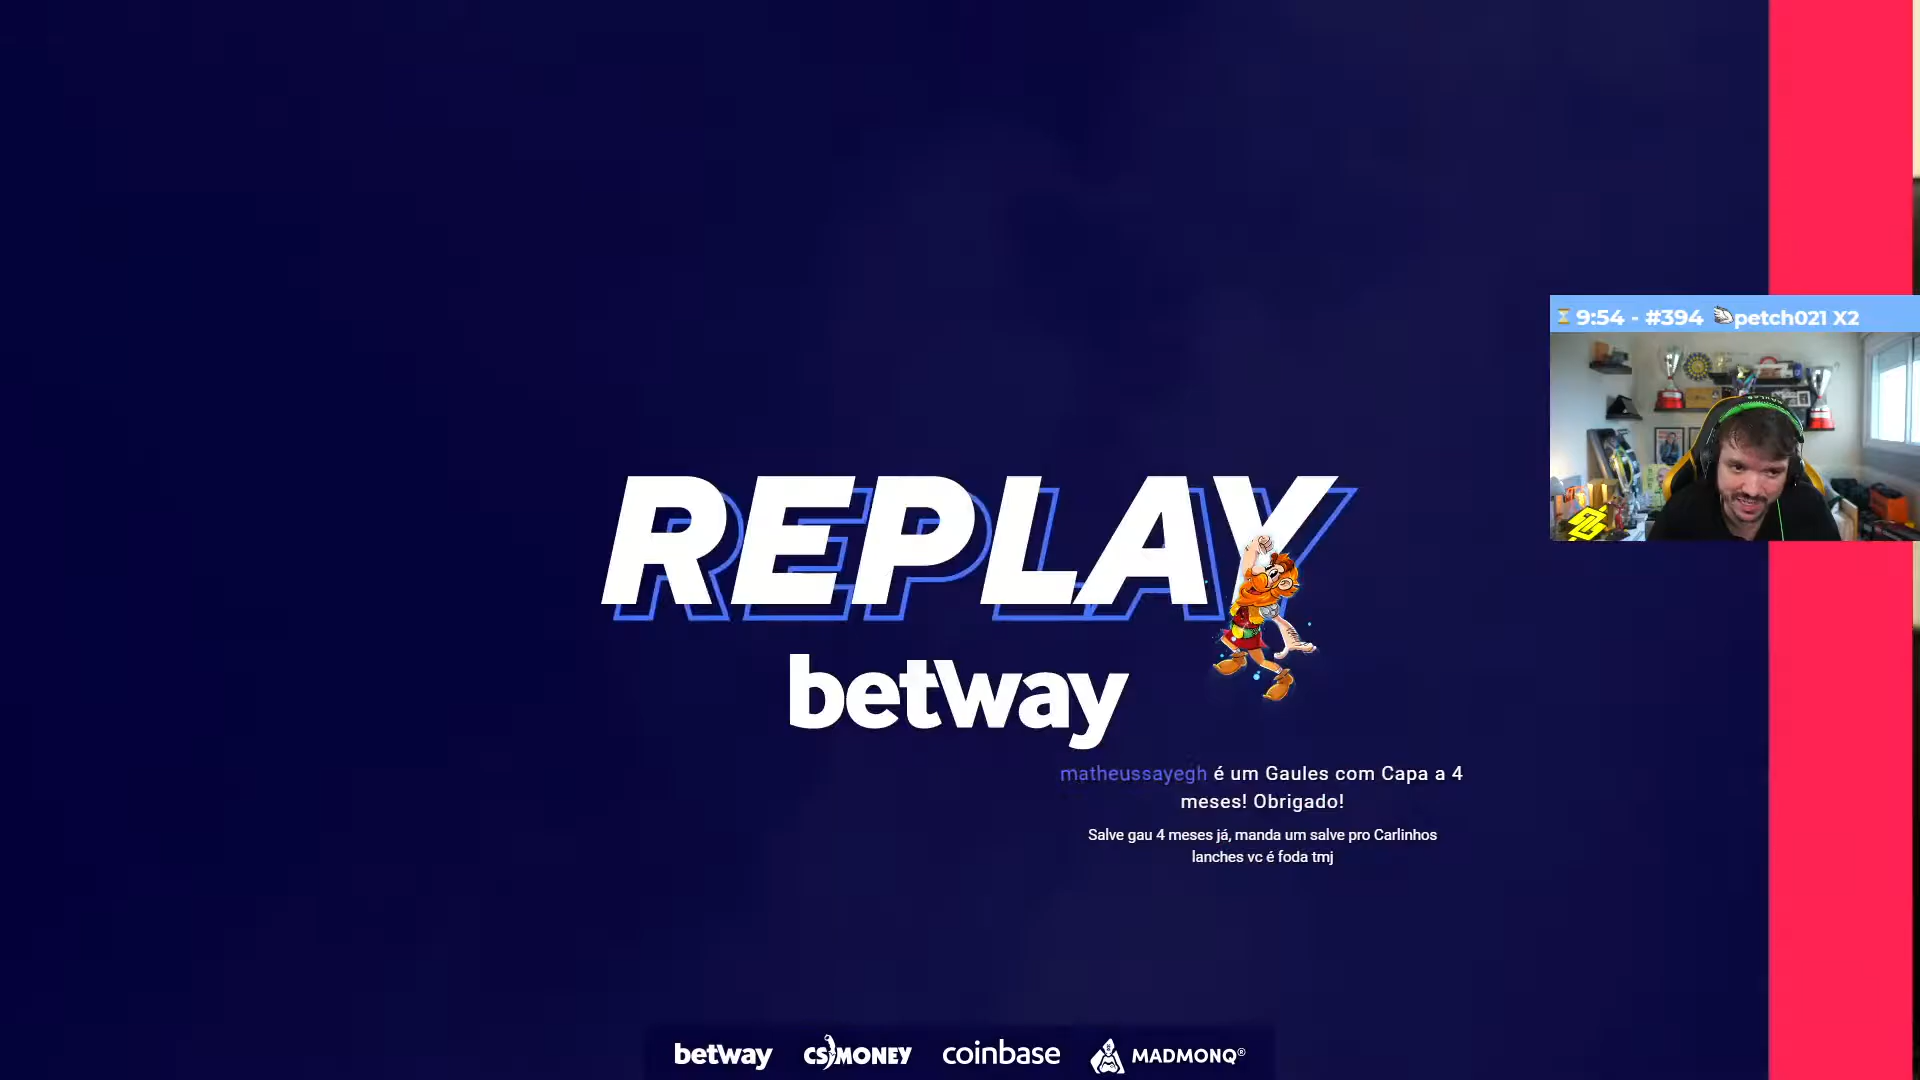 9:54 - #394 petch021 X2
REPLAY
betway
matheussayegh é um Gaules com Capa a 4
meses! Obrigado!
Salve gau 4 meses já, manda um salve pro Carlinhos
lanches vc é foda tmj
betway CS.MONEY coinbase MADMONQ®